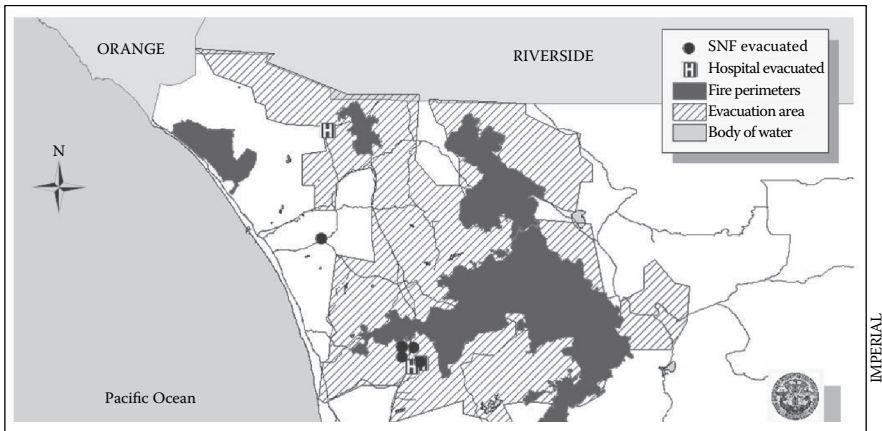 ORANGE
RIVERSIDE
SNF evacuated
H Hospital evacuated
Fire perimeters
Evacuation area
Body of water
N
H
H
IMPERIAL
Pacific Ocean